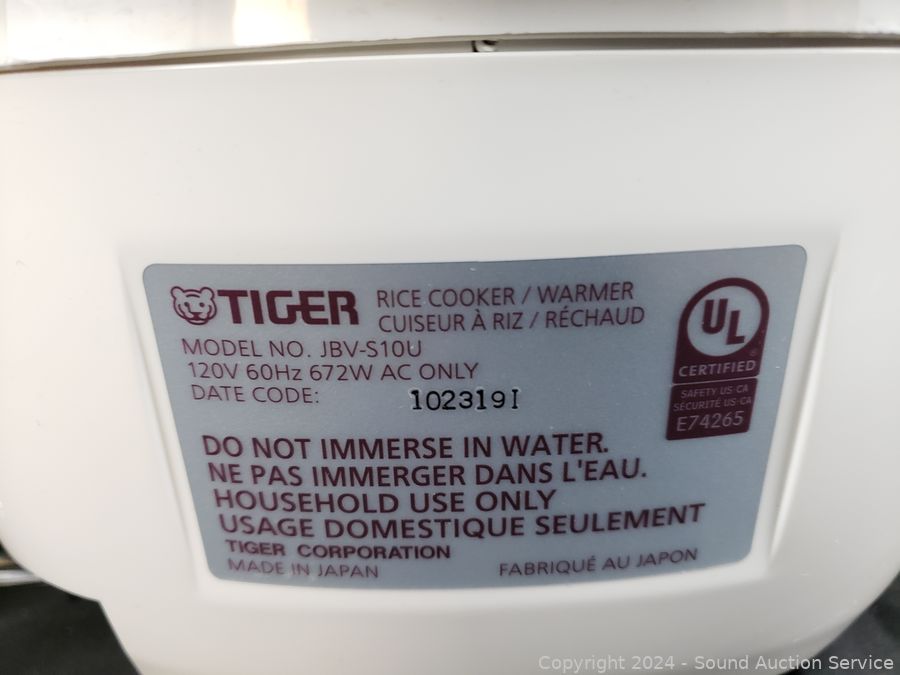 TIGER RICE COOKER / WARMER
CUISEUR À RIZ / RÉCHAUD
MODEL NO. JBV-S10U
120V 60Hz 672W AC ONLY
DATE CODE: 102319I
UL
®
CERTIFIED
SAFETY US-CA
SÉCURITÉ US-CA
E74265
DO NOT IMMERSE IN WATER.
NE PAS IMMERGER DANS L'EAU.
HOUSEHOLD USE ONLY
USAGE DOMESTIQUE SEULEMENT
TIGER CORPORATION
MADE IN JAPAN FABRIQUÉ AU JAPON
Copyright © 2024 - Sound Auction Service